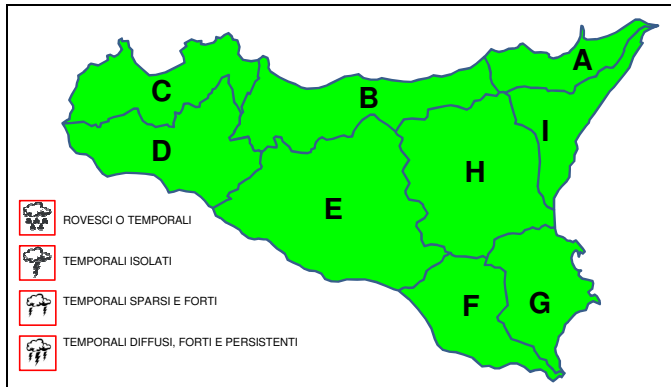 A
C
B
I
D
H
E
F
G
ROVESCI O TEMPORALI
TEMPORALI ISOLATI
TEMPORALI SPARSI E FORTI
TEMPORALI DIFFUSI, FORTI E PERSISTENTI